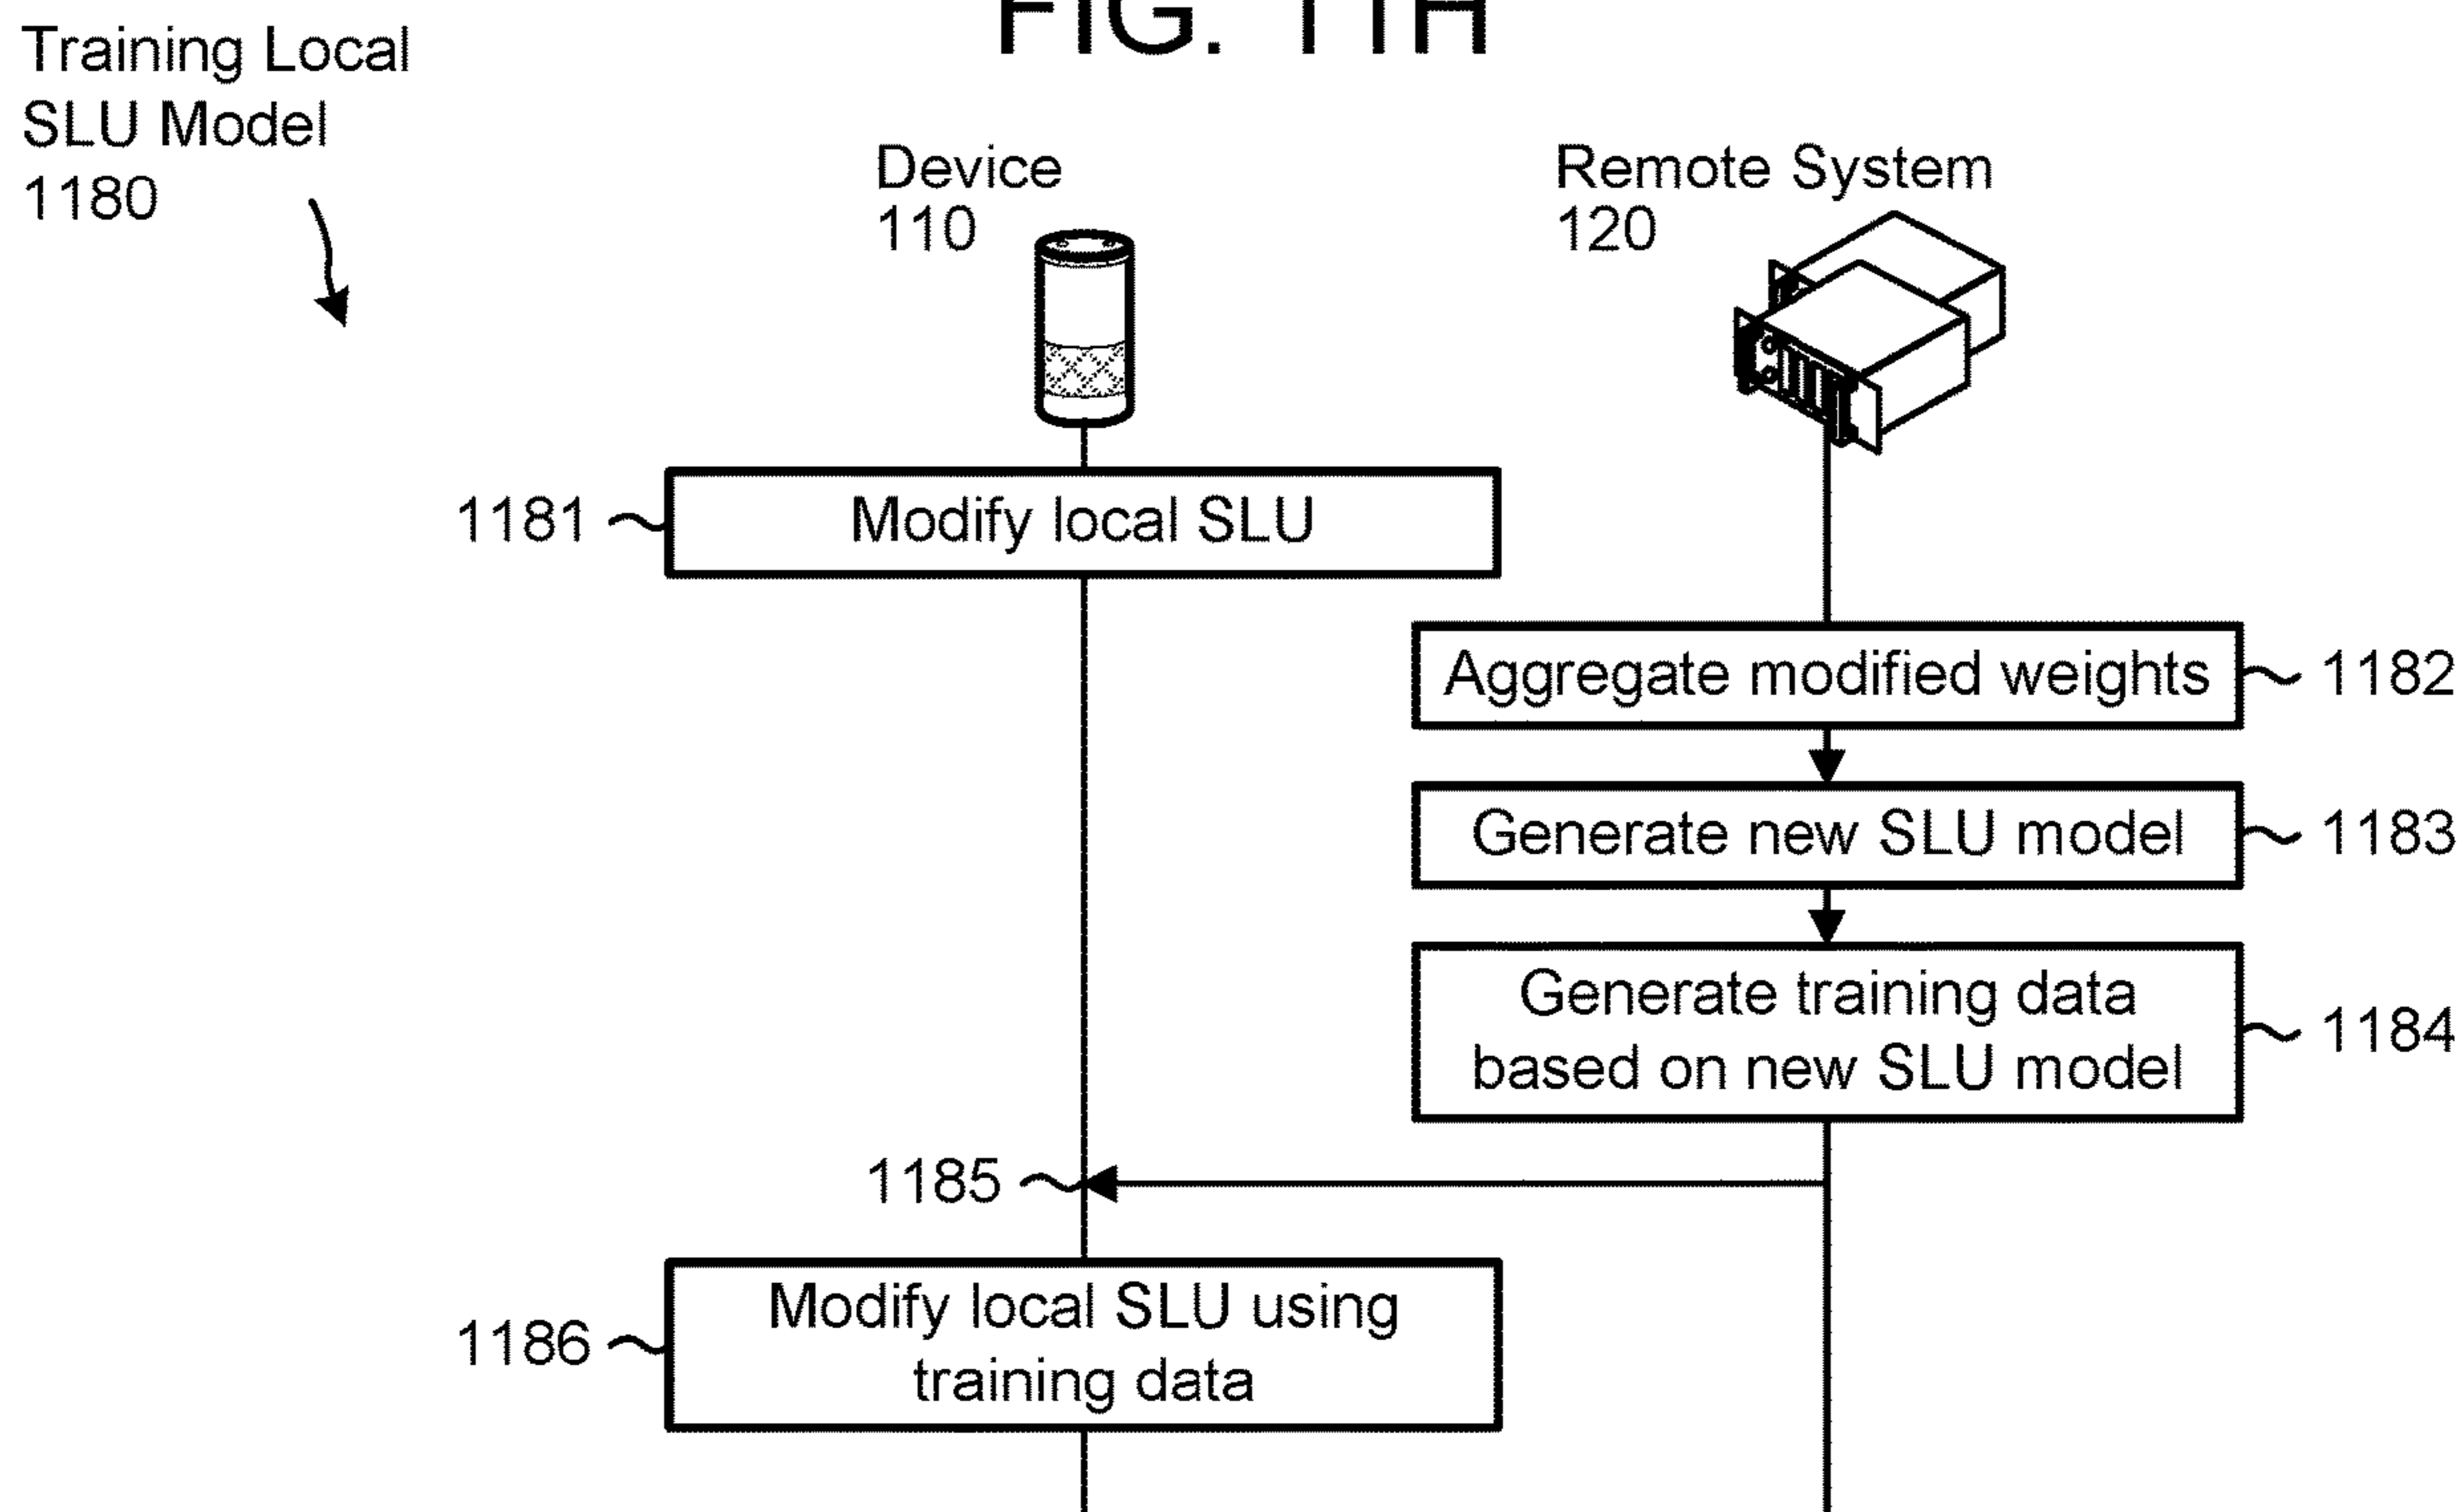 FIG. 11H
Training Local
SLU Model
1180
Device
110
Remote System
120
1181
Modify local SLU
Aggregate modified weights
1182
Generate new SLU model
1183
Generate training data
based on new SLU model
1184
1185
1186
Modify local SLU using
training data